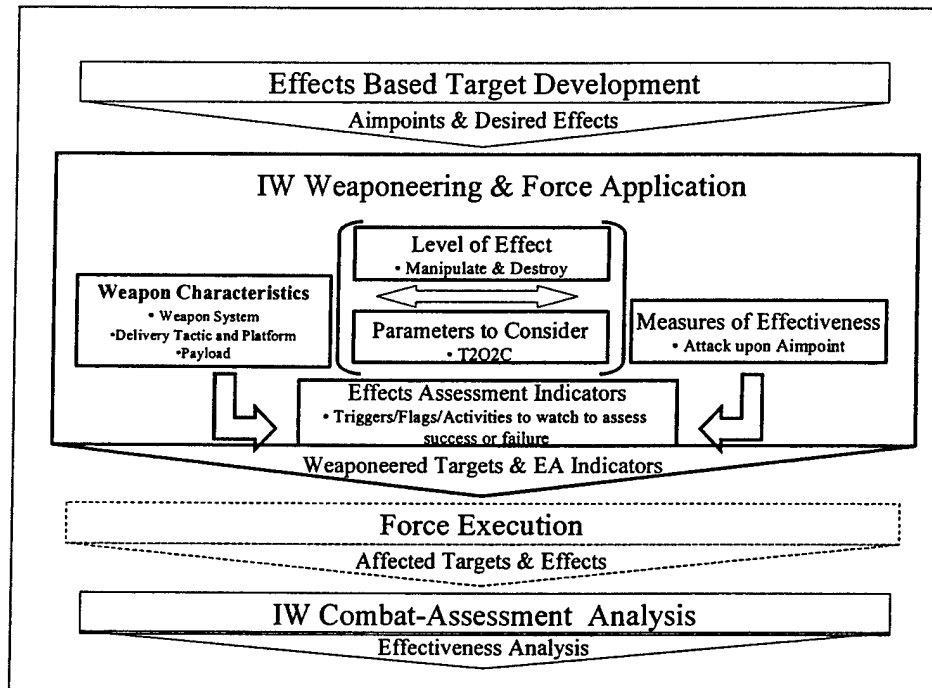 Effects Based Target Development
Aimpoints & Desired Effects
IW Weaponeering & Force Application
Level of Effect
• Manipulate & Destroy
Weapon Characteristics
• Weapon System
•Delivery Tactic and Platform
•Payload
Parameters to Consider
• T2O2C
Measures of Effectiveness
• Attack upon Aimpoint
Effects Assessment Indicators
• Triggers/Flags/Activities to watch to assess
success or failure
Weaponeered Targets & EA Indicators
Force Execution
Affected Targets & Effects
IW Combat-Assessment Analysis
Effectiveness Analysis